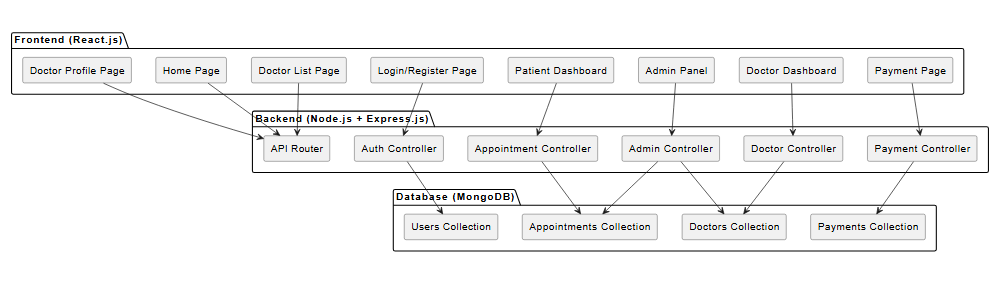 Frontend (React.js)
Doctor Profile Page
Home Page
Doctor List Page
Login/Register Page
Patient Dashboard
Admin Panel
Doctor Dashboard
Payment Page
Backend (Node.js + Express.js)
API Router
Auth Controller
Appointment Controller
Admin Controller
Doctor Controller
Payment Controller
Database (MongoDB)
Users Collection
Appointments Collection
Doctors Collection
Payments Collection